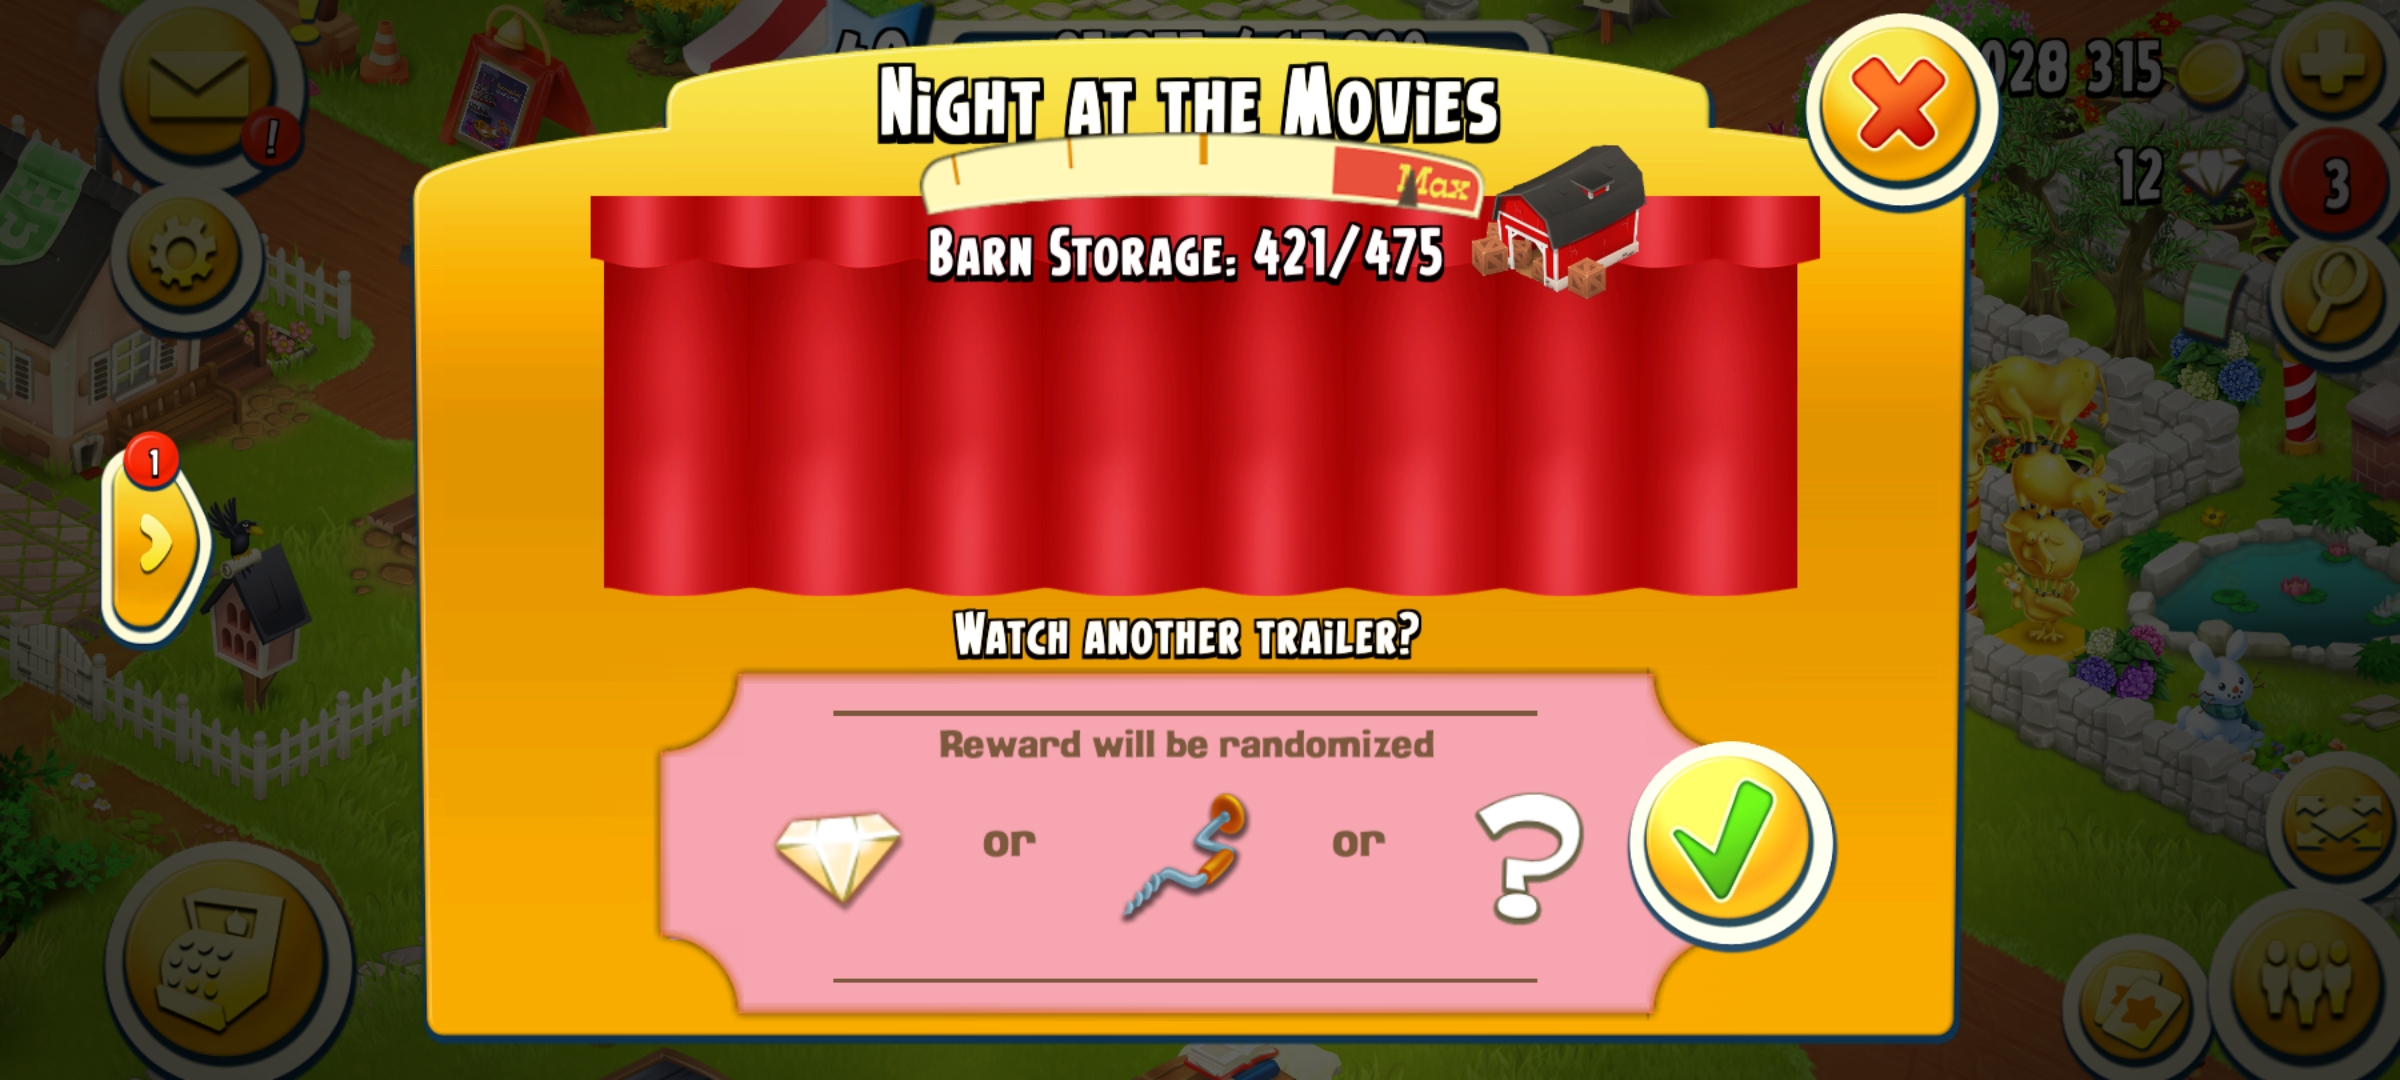 Night at the Movies
Max
Barn Storage: 421/475
028 315
12
3
!
1
Watch another trailer?
Reward will be randomized
or
or
?